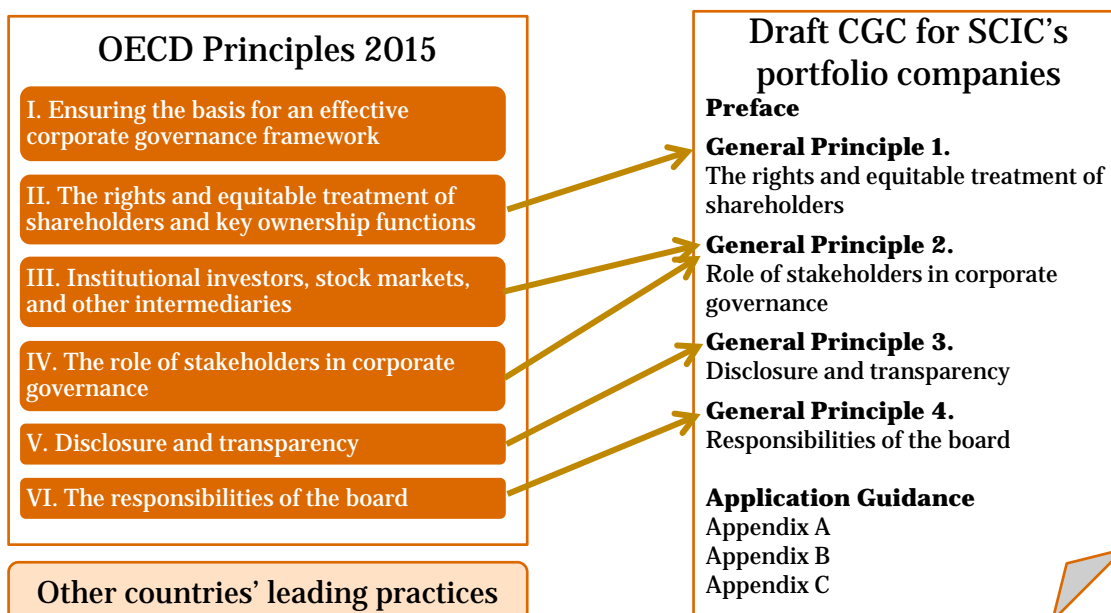 OECD Principles 2015
I. Ensuring the basis for an effective
corporate governance framework
II. The rights and equitable treatment of
shareholders and key ownership functions
III. Institutional investors, stock markets,
and other intermediaries
IV. The role of stakeholders in corporate
governance
V. Disclosure and transparency
VI. The responsibilities of the board
Other countries’ leading practices
Draft CGC for SCIC’s
portfolio companies
Preface
General Principle 1.
The rights and equitable treatment of
shareholders
General Principle 2.
Role of stakeholders in corporate
governance
General Principle 3.
Disclosure and transparency
General Principle 4.
Responsibilities of the board
Application Guidance
Appendix A
Appendix B
Appendix C